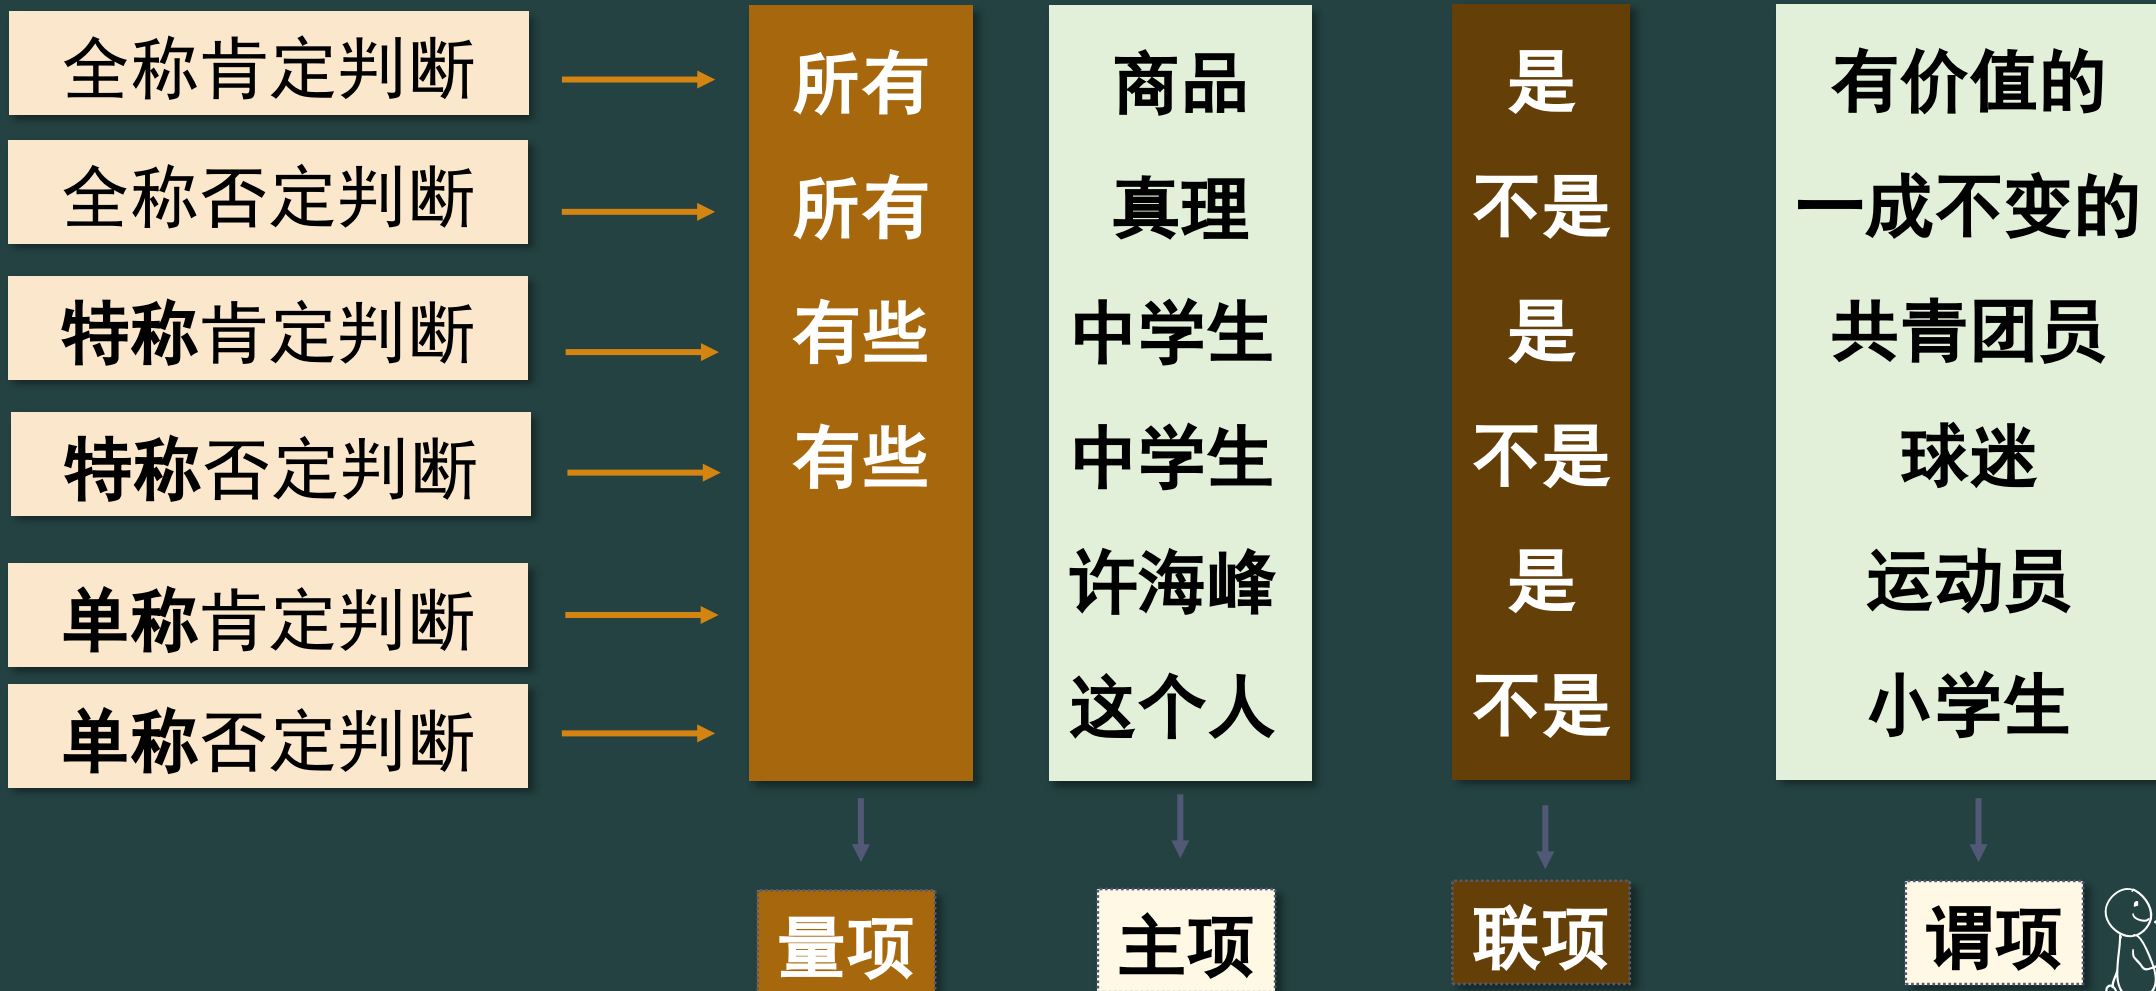 全称肯定判断 所有 商品 是 有价值的
全称否定判断 所有 真理 不是 一成不变的
特称肯定判断 有些 中学生 是 共青团员
特称否定判断 有些 中学生 不是 球迷
单称肯定判断 许海峰 是 运动员
单称否定判断 这个人 不是 小学生
量项 主项 联项 谓项